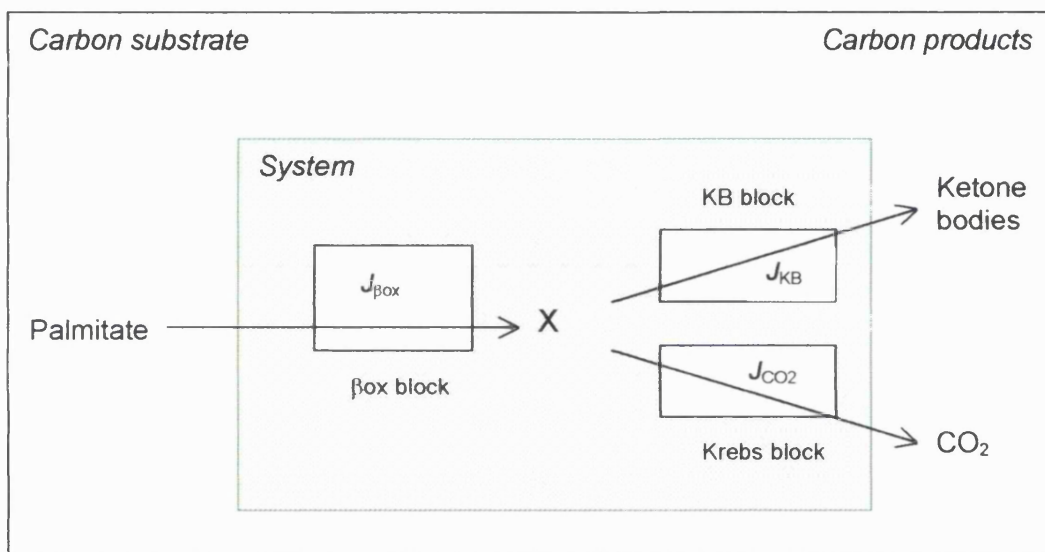 Carbon substrate
Carbon products
System
KB block
Ketone
bodies
JβOX
JKB
Palmitate
X
βox block
JCO2
Krebs block
CO₂